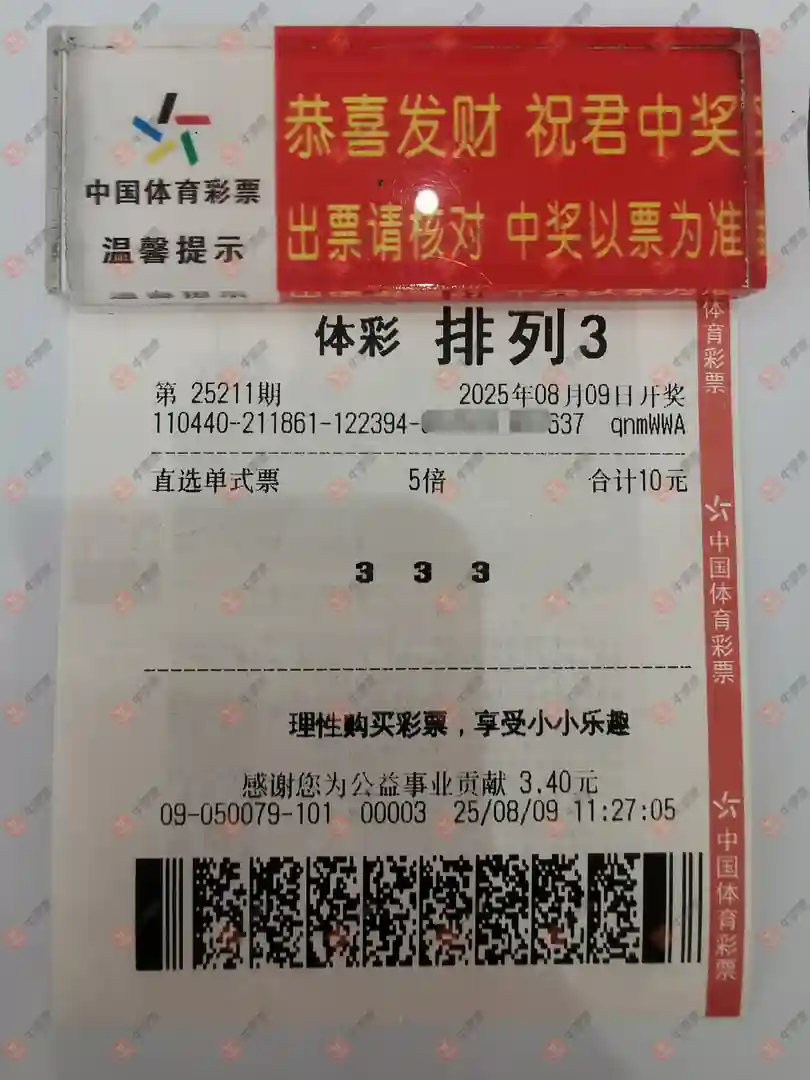 恭喜发财 祝君中奖
中国体育彩票
温馨提示
出票请核对 中奖以票为准
体彩 排列3
第 25211期 2025年08月09日开奖
110440-211861-122394- 637 qnmWWA
直选单式票 5倍 合计10元
3 3 3
理性购买彩票，享受小小乐趣
感谢您为公益事业贡献 3.40元
09-050079-101 00003 25/08/09 11:27:05
体育彩票
中国体育彩票
中国体育彩票